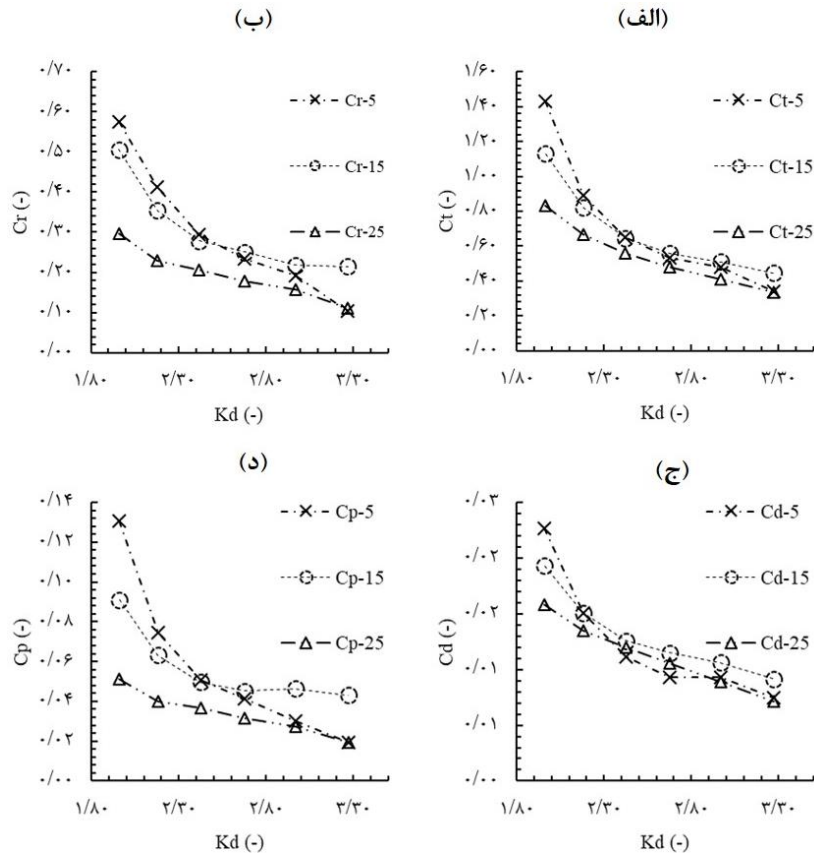 (ب)
۰/۷۰
۰/۶۰
۰/۵۰
۰/۴۰
۰/۳۰
۰/۲۰
۰/۱۰
۰/۰۰
Cr (-)
Cr-5
Cr-15
Cr-25
۱/۸۰ ۲/۳۰ ۲/۸۰ ۳/۳۰
Kd (-)
(الف)
۱/۶۰
۱/۴۰
۱/۲۰
۱/۰۰
۰/۸۰
۰/۶۰
۰/۴۰
۰/۲۰
۰/۰۰
Ct (-)
Ct-5
Ct-15
Ct-25
۱/۸۰ ۲/۳۰ ۲/۸۰ ۳/۳۰
Kd (-)
(د)
۰/۱۴
۰/۱۲
۰/۱۰
۰/۰۸
۰/۰۶
۰/۰۴
۰/۰۲
۰/۰۰
Cp (-)
Cp-5
Cp-15
Cp-25
۱/۸۰ ۲/۳۰ ۲/۸۰ ۳/۳۰
Kd (-)
(ج)
۰/۰۳
۰/۰۲
۰/۰۲
۰/۰۱
۰/۰۱
۰/۰۰
Cd (-)
Cd-5
Cd-15
Cd-25
۱/۸۰ ۲/۳۰ ۲/۸۰ ۳/۳۰
Kd (-)